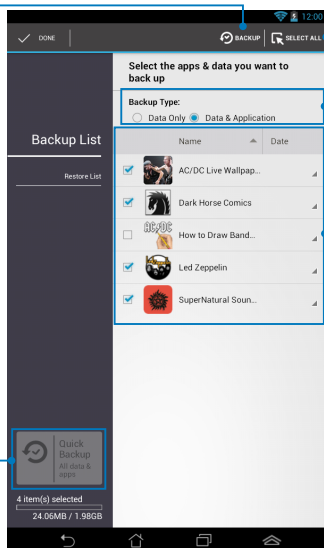 12:00
DONE
BACKUP
SELECT ALL
Select the apps & data you want to
back up
Backup Type:
Data Only
Data & Application
Backup List
Restore List
Name
Date
AC/DC Live Wallpap...
Dark Horse Comics
AC/DC
How to Draw Band...
Led Zeppelin
SuperNatural Soun...
Quick
Backup
All data &
apps
4 item(s) selected
24.06MB / 1.98GB